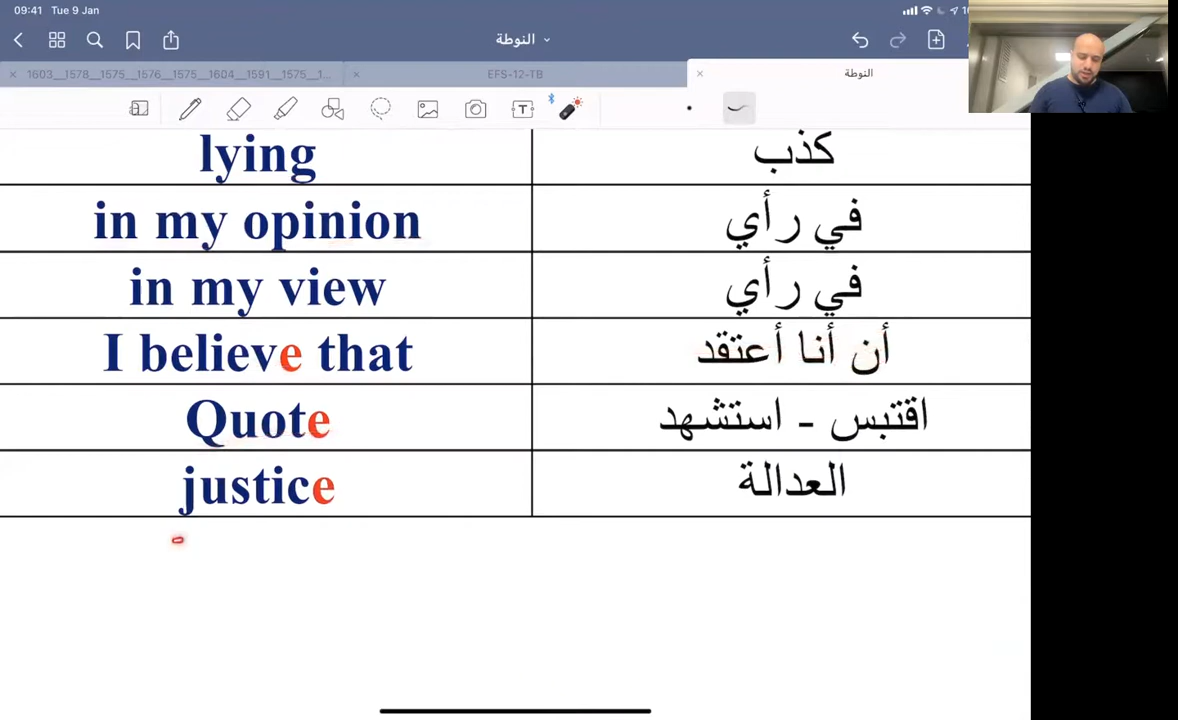 09:41 Tue 9 Jan
النوطة
1603__1578__1575__1576__1575__1604__1591__1575__1...
EFS-12-TB
النوطة
lying كذب
in my opinion في رأي
in my view في رأي
I believe that أن أنا أعتقد
Quote اقتبس - استشهد
justice العدالة